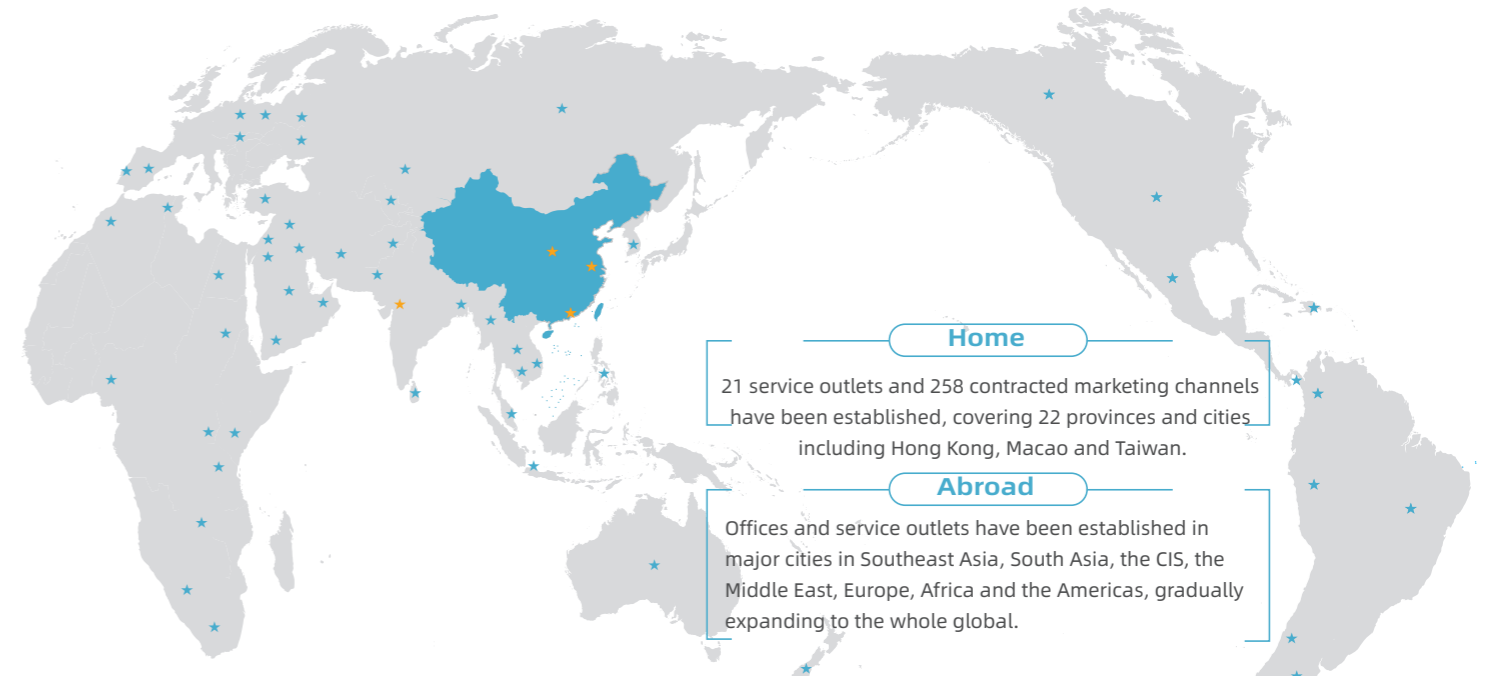 Home
21 service outlets and 258 contracted marketing channels
have been established, covering 22 provinces and cities
including Hong Kong, Macao and Taiwan.
Abroad
Offices and service outlets have been established in
major cities in Southeast Asia, South Asia, the CIS, the
Middle East, Europe, Africa and the Americas, gradually
expanding to the whole global.